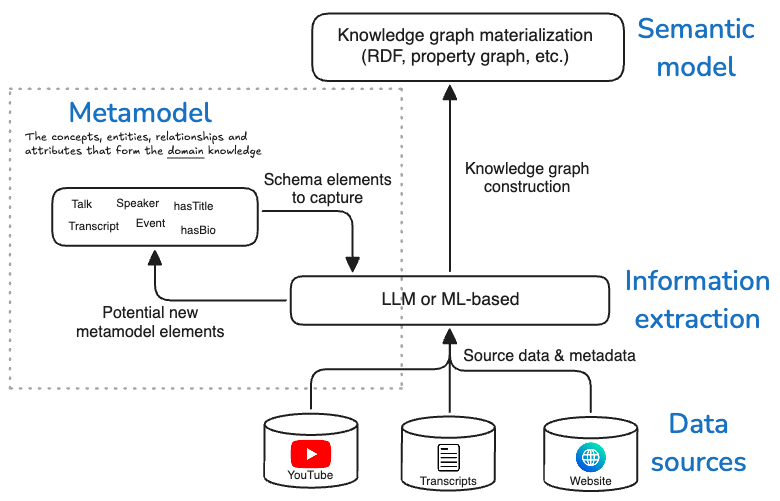 Knowledge graph materialization
(RDF, property graph, etc.)
Semantic
model
Metamodel
The concepts, entities, relationships and
attributes that form the domain knowledge
Schema elements
to capture
Knowledge graph
construction
Talk Speaker hasTitle
Transcript Event hasBio
LLM or ML-based
Information
extraction
Potential new
metamodel elements
Source data & metadata
Data
sources
YouTube
Transcripts
Website